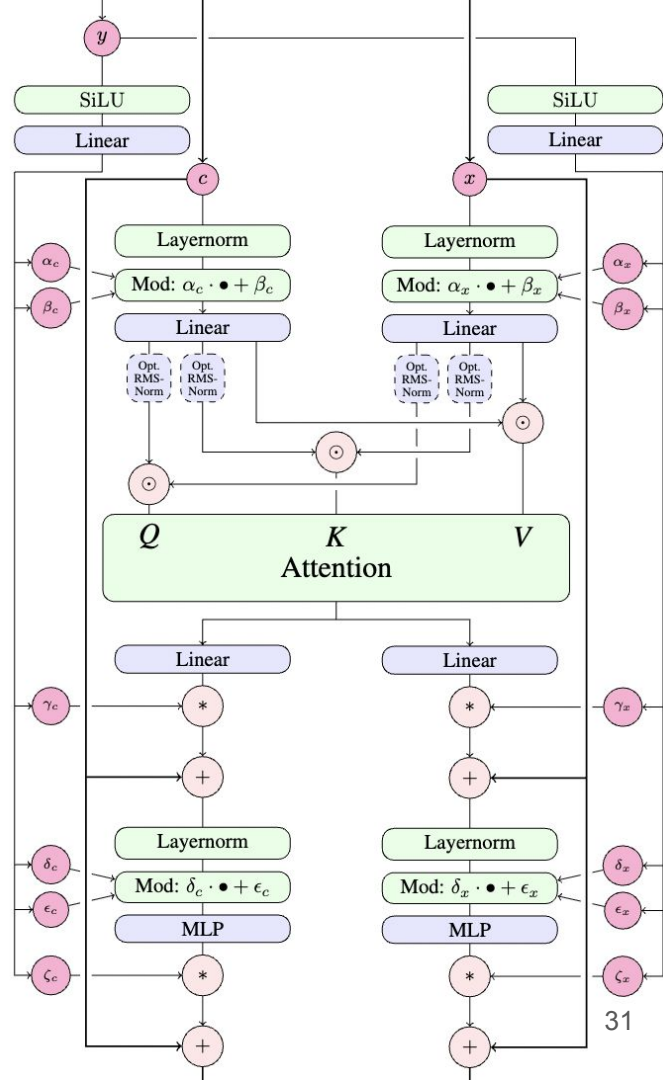 y
SiLU
SiLU
Linear
Linear
c
x
Layernorm
Layernorm
α_c
α_x
Mod: α_c · • + β_c
Mod: α_x · • + β_x
β_c
β_x
Linear
Linear
Opt.
RMS-
Norm
Opt.
RMS-
Norm
Opt.
RMS-
Norm
Opt.
RMS-
Norm
⊙
⊙
⊙
Q
K
V
Attention
Linear
Linear
γ_c
*
*
γ_x
+
+
Layernorm
Layernorm
δ_c
δ_x
Mod: δ_c · • + ϵ_c
Mod: δ_x · • + ϵ_x
ϵ_c
ϵ_x
MLP
MLP
ζ_c
*
*
ζ_x
31
+
+